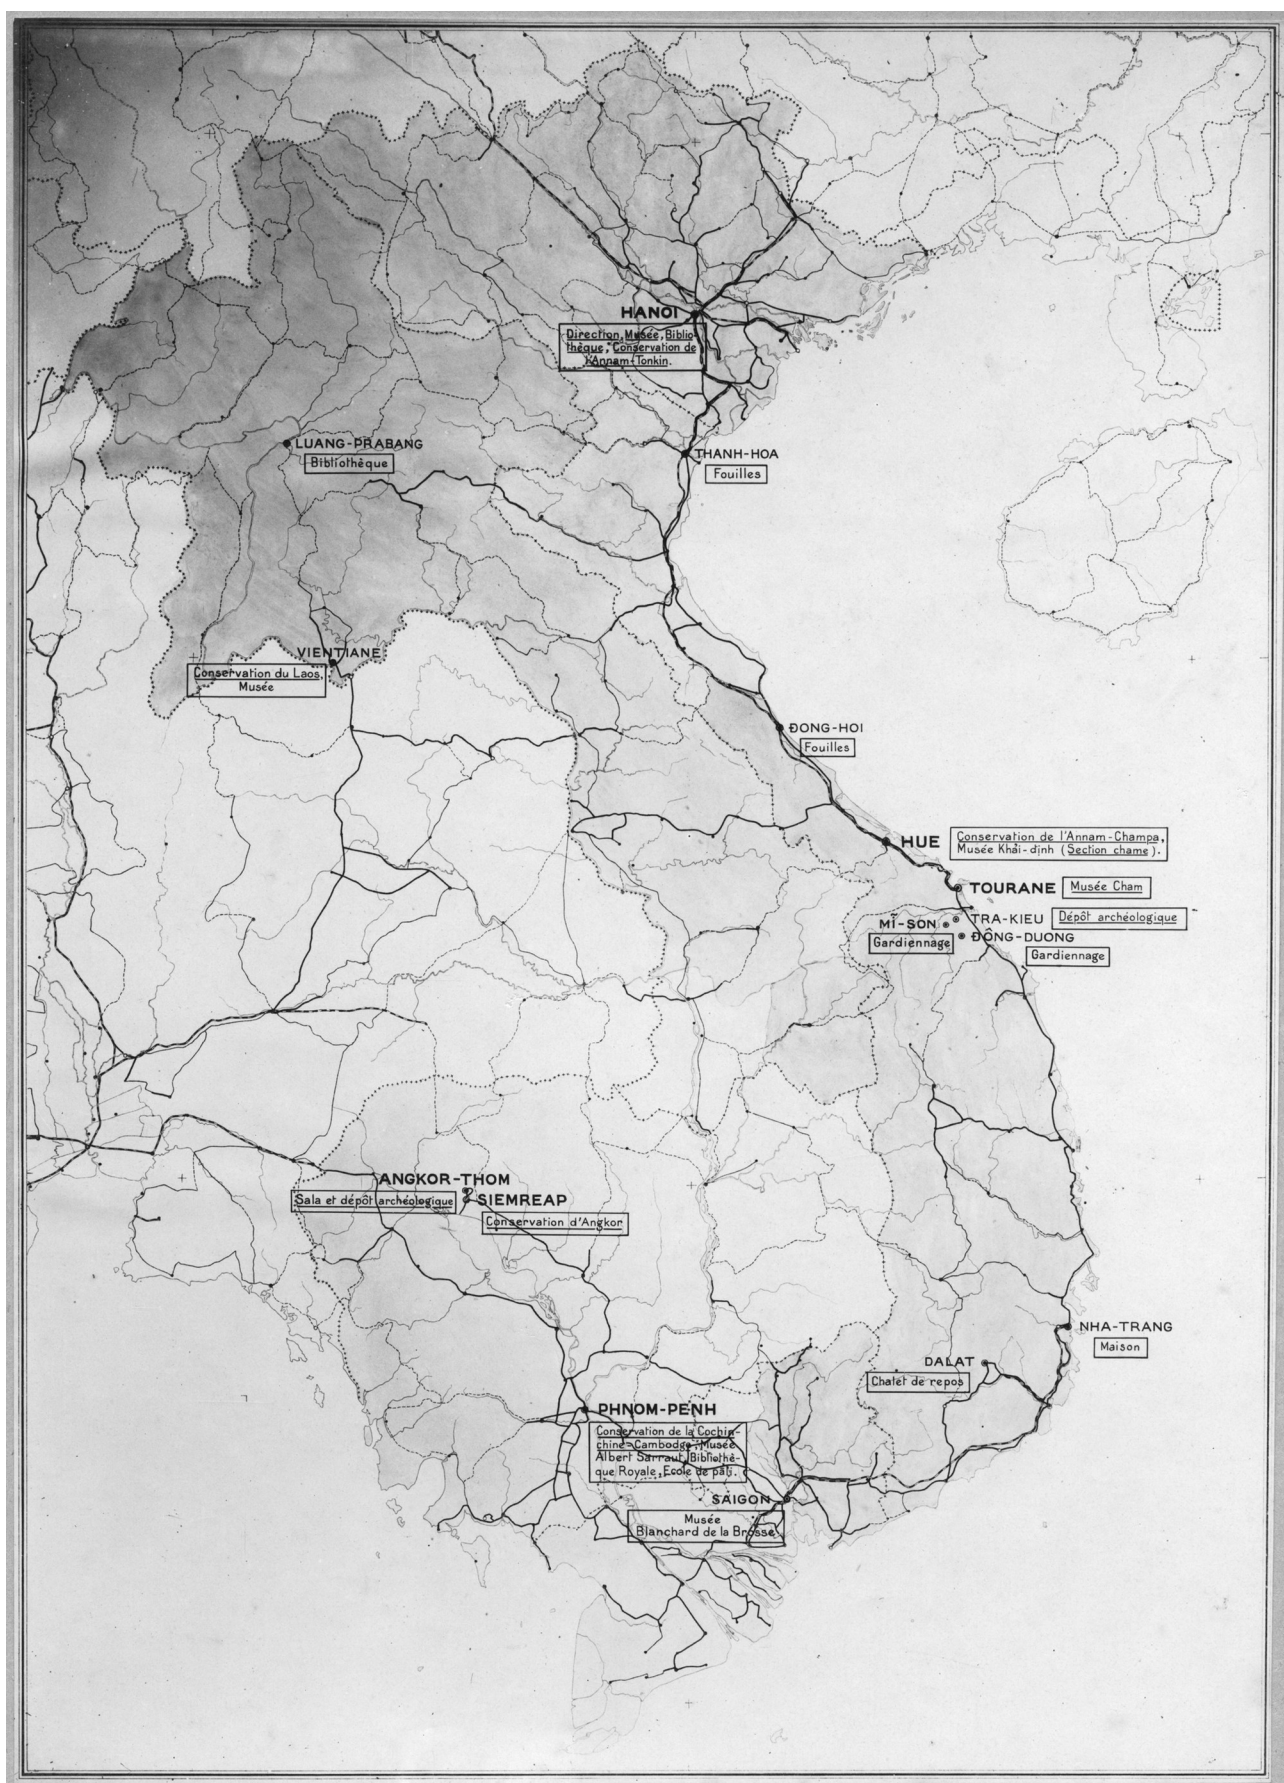 HANOI
Direction, Musée, Biblio-
thèque, Conservation de
l'Annam-Tonkin.
LUANG-PRABANG
Bibliothèque
THANH-HOA
Fouilles
VIENTIANE
Conservation du Laos,
Musée
ĐONG-HOI
Fouilles
HUE
Conservation de l'Annam-Champa,
Musée Khải-định (Section chame).
TOURANE
Musée Cham
TRA-KIEU
Dépôt archéologique
MĨ-SON
Gardiennage
ĐÔNG-DUONG
Gardiennage
ANGKOR-THOM
Sala et dépôt archéologique
SIEMREAP
Conservation d'Angkor
NHA-TRANG
Maison
DALAT
Chalet de repos
PHNOM-PENH
Conservation de la Cochin-
chine-Cambodge, Musée
Albert Sarraut, Bibliothè-
que Royale, Ecole de pâli.
SAIGON
Musée
Blanchard de la Brosse